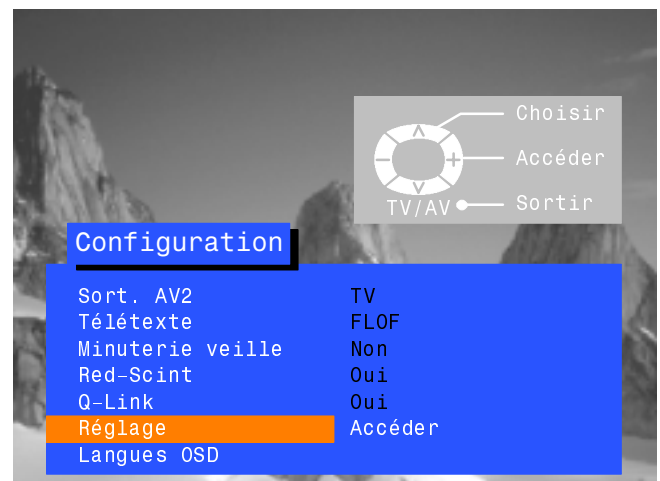 Choisir
Accéder
TV/AV Sortir
Configuration
Sort. AV2 TV
Télétexte FLOF
Minuterie veille Non
Red-Scint Oui
Q-Link Oui
Réglage Accéder
Langues OSD